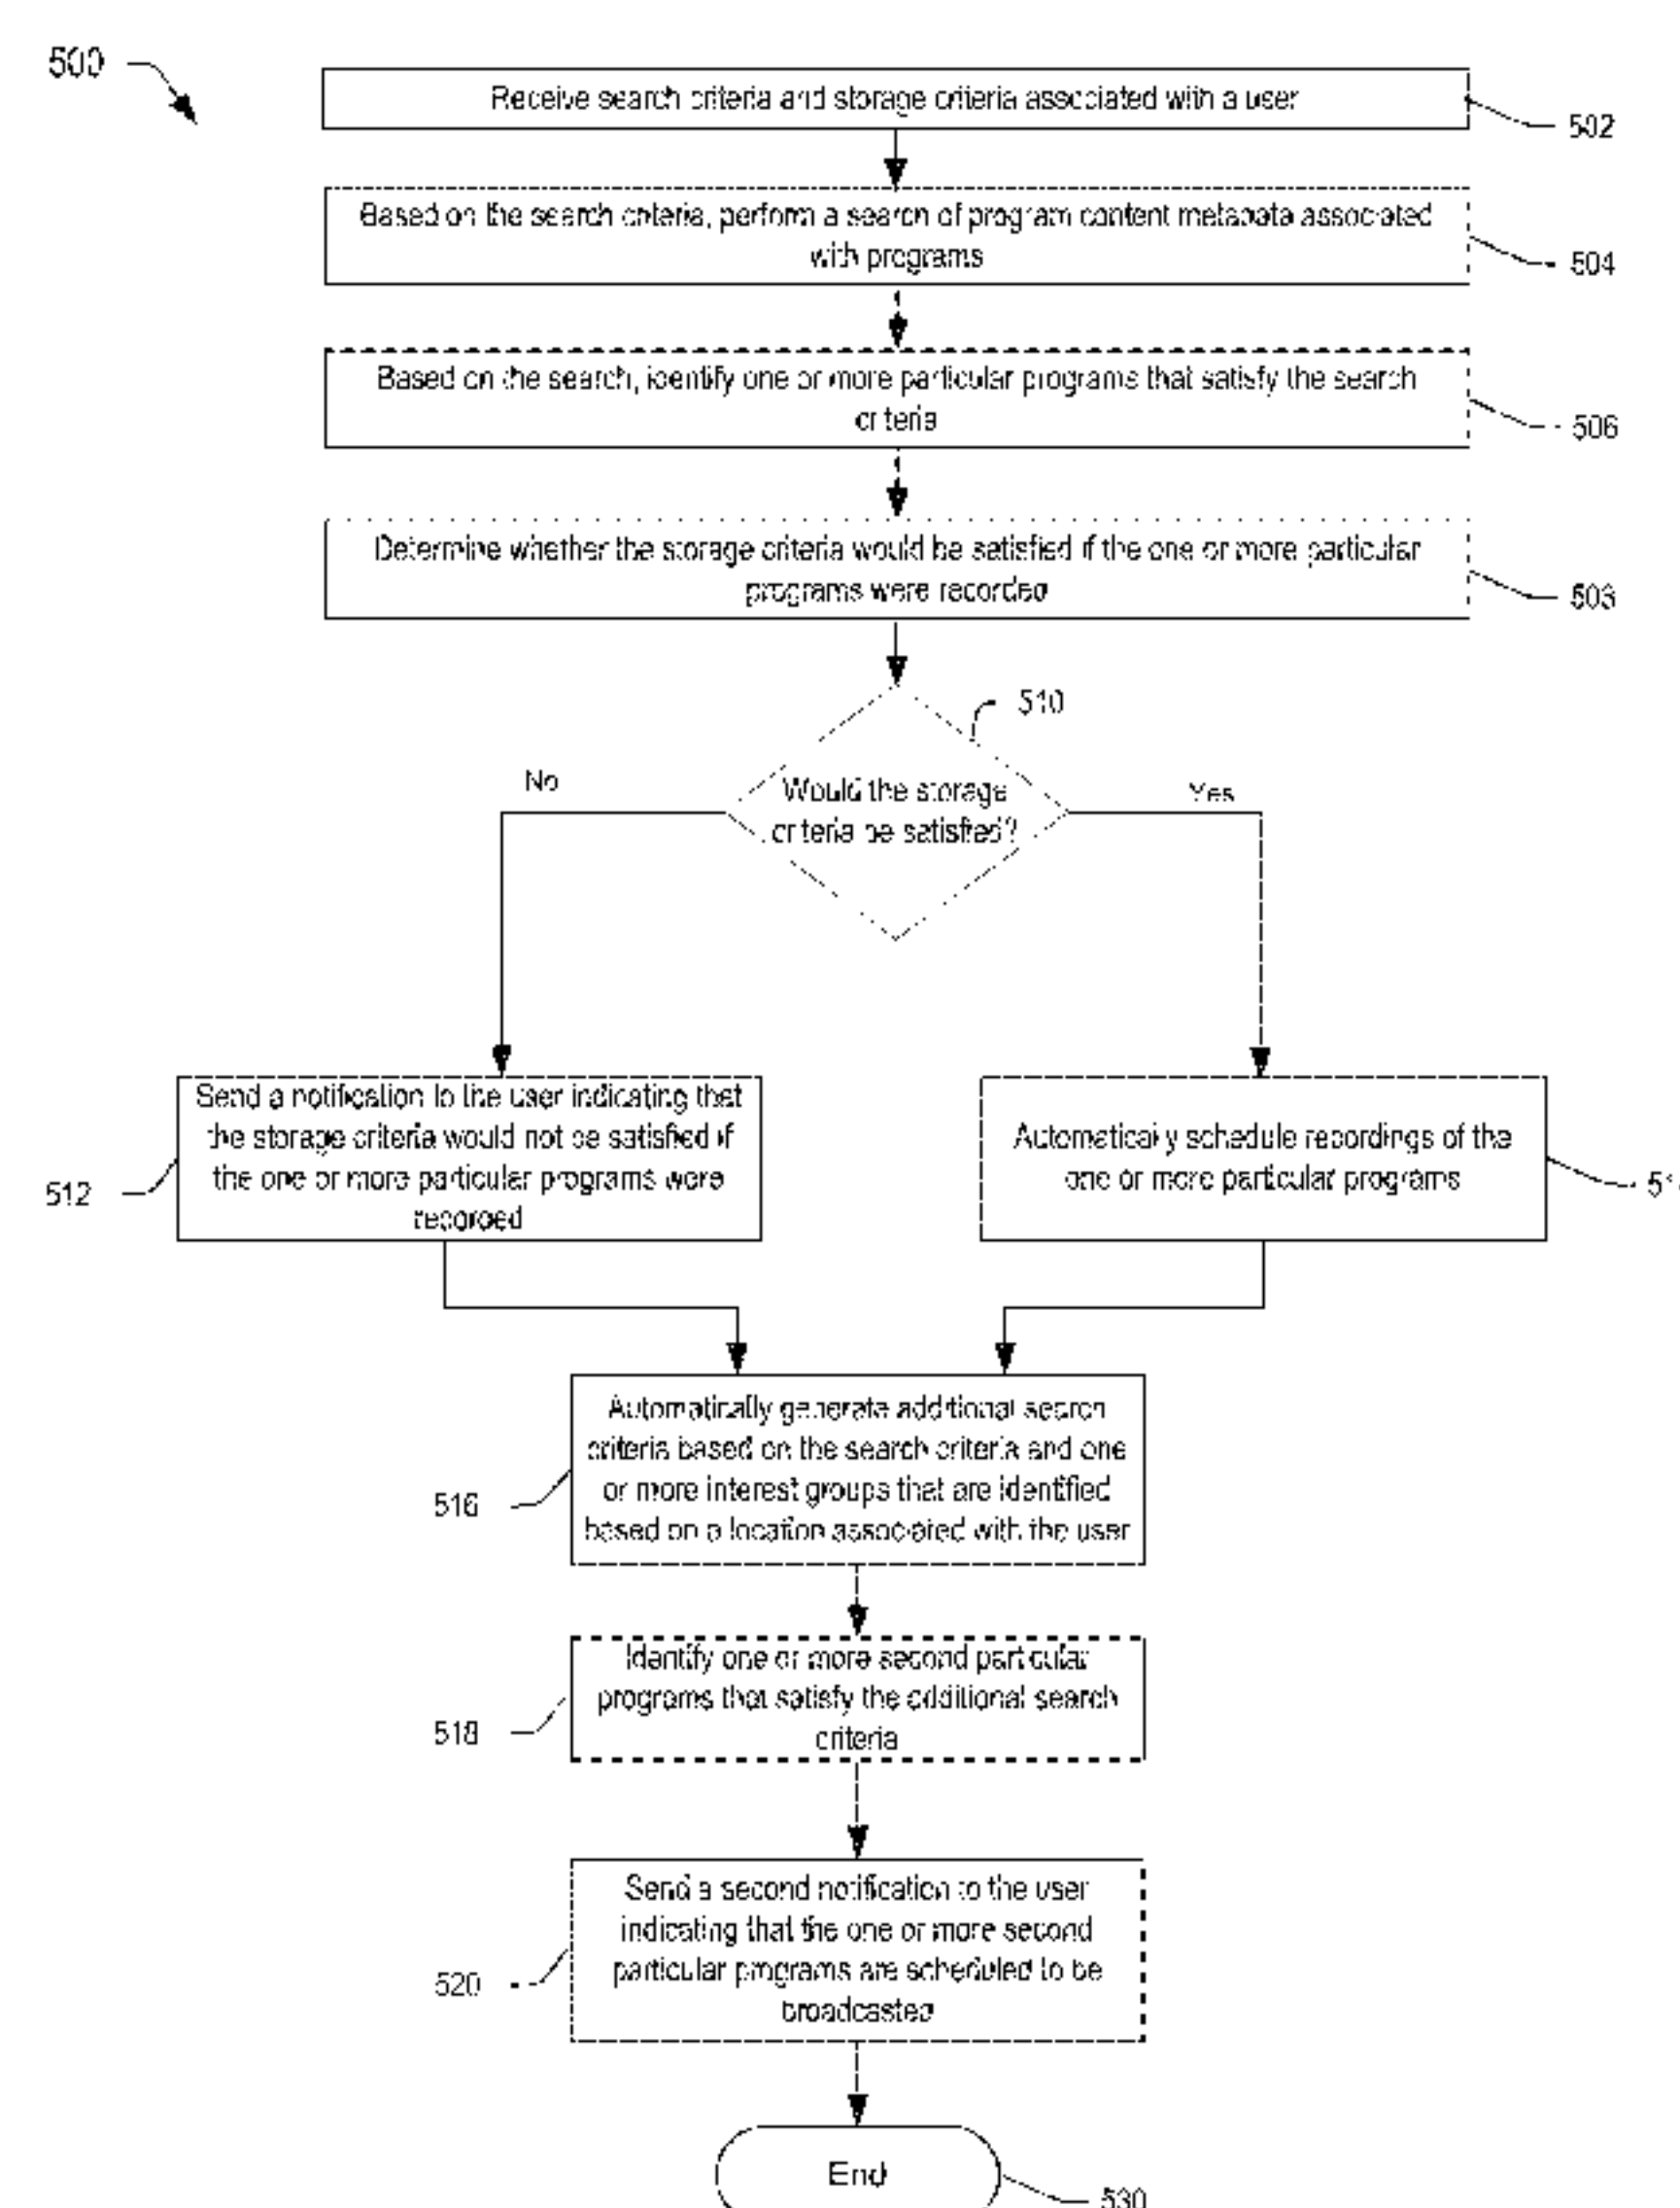 500
Receive search criteria and storage criteria associated with a user
502
Based on the search criteria, perform a search of program content metadata associated
with programs
504
Based on the search, identify one or more particular programs that satisfy the search
criteria
506
Determine whether the storage criteria would be satisfied if the one or more particular
programs were recorded
508
510
Would the storage
criteria be satisfied?
No
Yes
Send a notification to the user indicating that
the storage criteria would not be satisfied if
the one or more particular programs were
recorded
512
Automatically schedule recordings of the
one or more particular programs
Automatically generate additional search
criteria based on the search criteria and one
or more interest groups that are identified
based on a location associated with the user
516
Identify one or more second particular
programs that satisfy the additional search
criteria
518
Send a second notification to the user
indicating that the one or more second
particular programs are scheduled to be
broadcasted
520
End
530